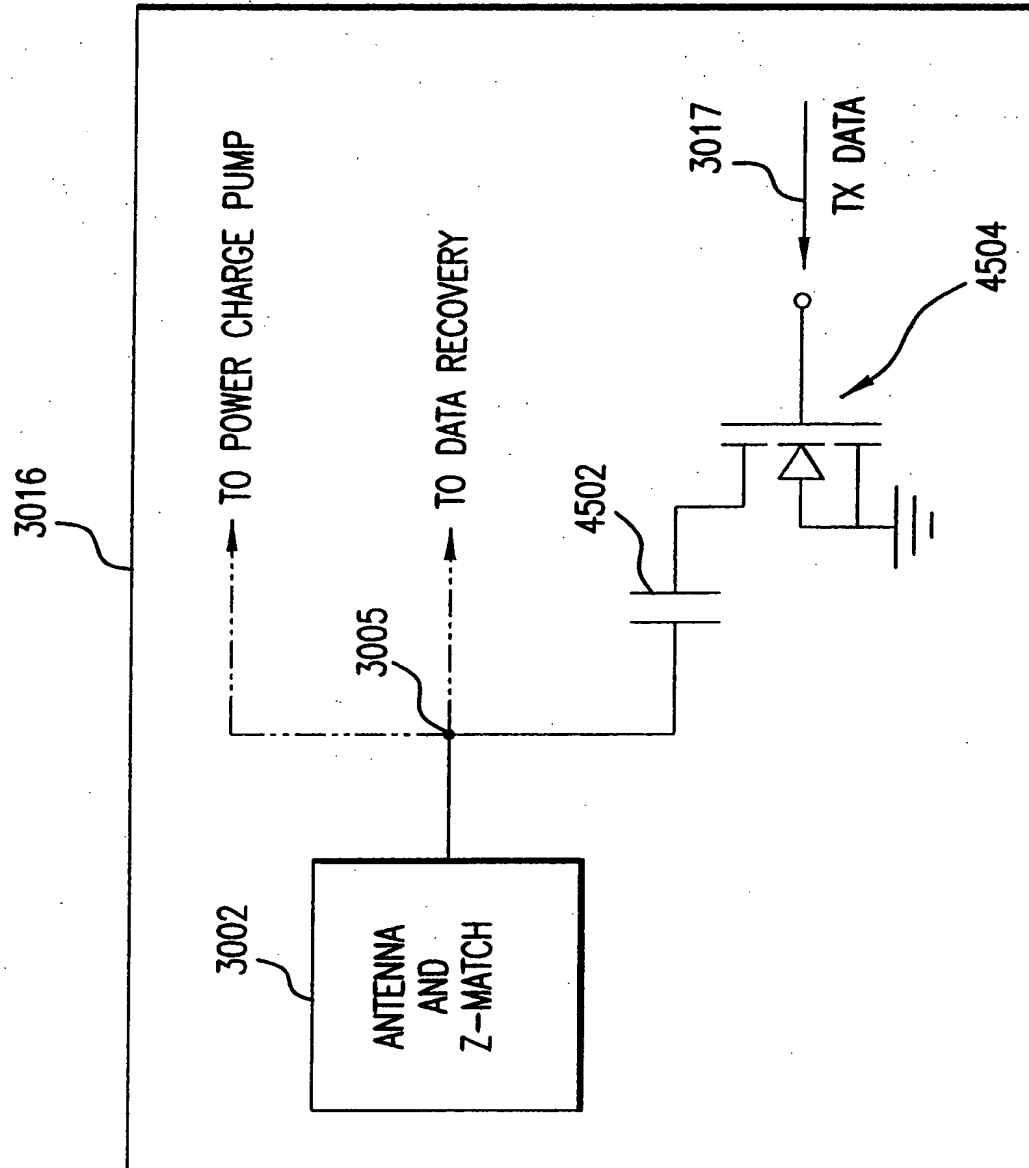 3016
TO POWER CHARGE PUMP
3005
TO DATA RECOVERY
3002
ANTENNA
AND
Z-MATCH
4502
3017
TX DATA
4504